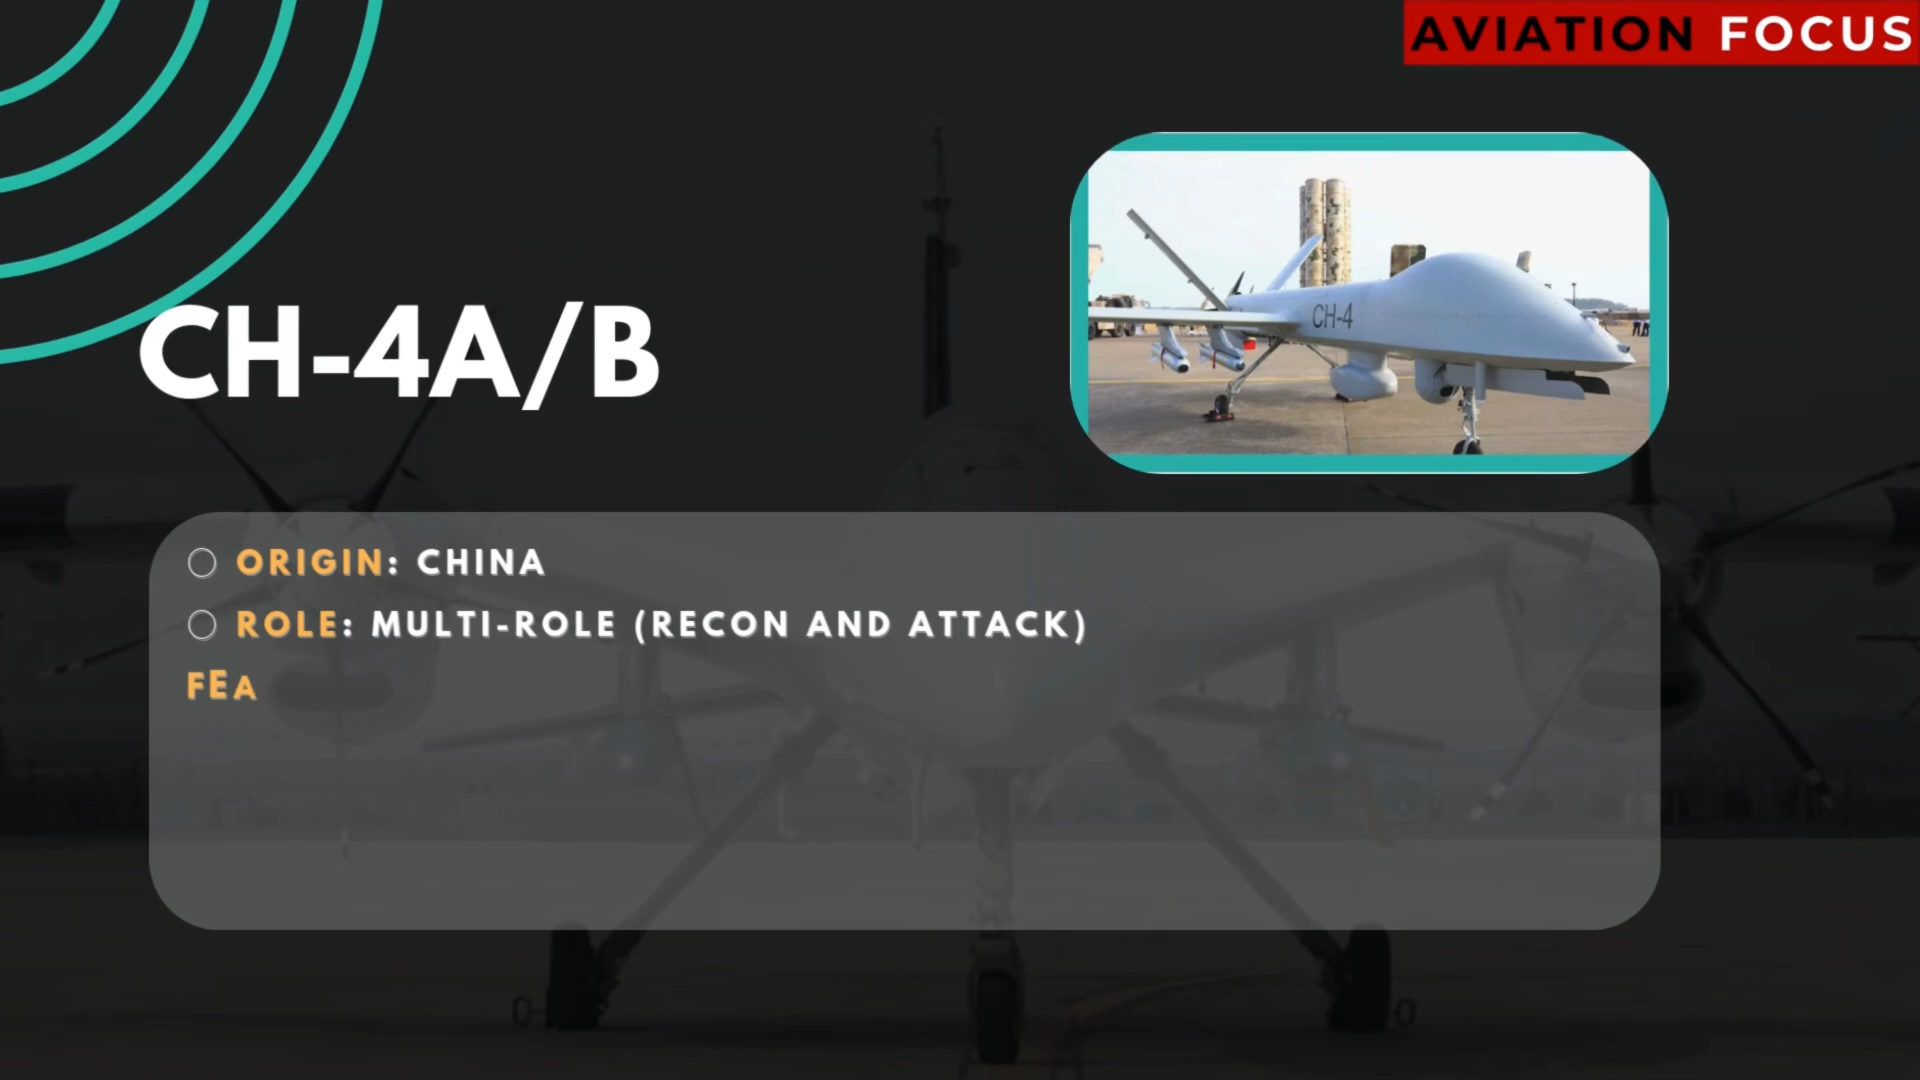 AVIATION FOCUS
CH-4
CH-4A/B
ORIGIN: CHINA
ROLE: MULTI-ROLE (RECON AND ATTACK)
FEA